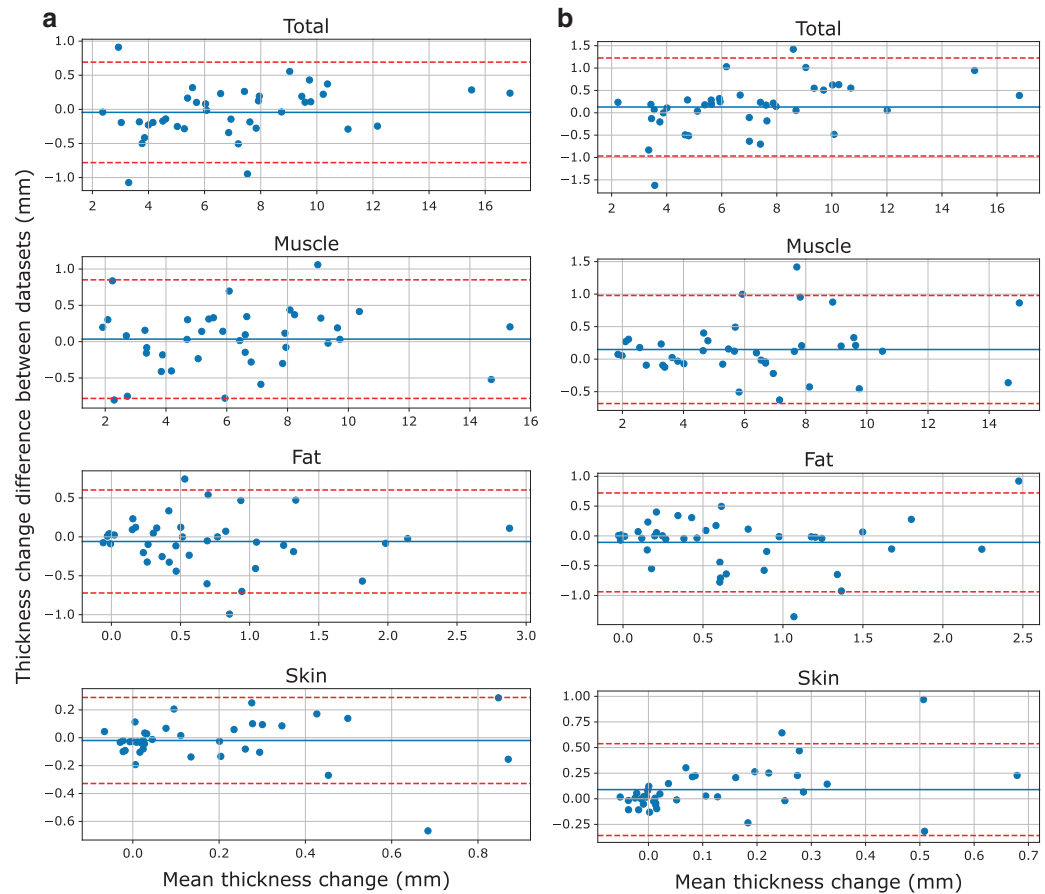 a
Total
1.0
0.5
0.0
−0.5
−1.0
2 4 6 8 10 12 14 16
Muscle
1.0
0.5
0.0
−0.5
2 4 6 8 10 12 14 16
Fat
0.5
0.0
−0.5
−1.0
0.0 0.5 1.0 1.5 2.0 2.5 3.0
Skin
0.2
0.0
−0.2
−0.4
−0.6
0.0 0.2 0.4 0.6 0.8
Mean thickness change (mm)
Thickness change difference between datasets (mm)
b
Total
1.5
1.0
0.5
0.0
−0.5
−1.0
−1.5
2 4 6 8 10 12 14 16
Muscle
1.5
1.0
0.5
0.0
−0.5
2 4 6 8 10 12 14
Fat
1.0
0.5
0.0
−0.5
−1.0
0.0 0.5 1.0 1.5 2.0 2.5
Skin
1.00
0.75
0.50
0.25
0.00
−0.25
0.0 0.1 0.2 0.3 0.4 0.5 0.6 0.7
Mean thickness change (mm)